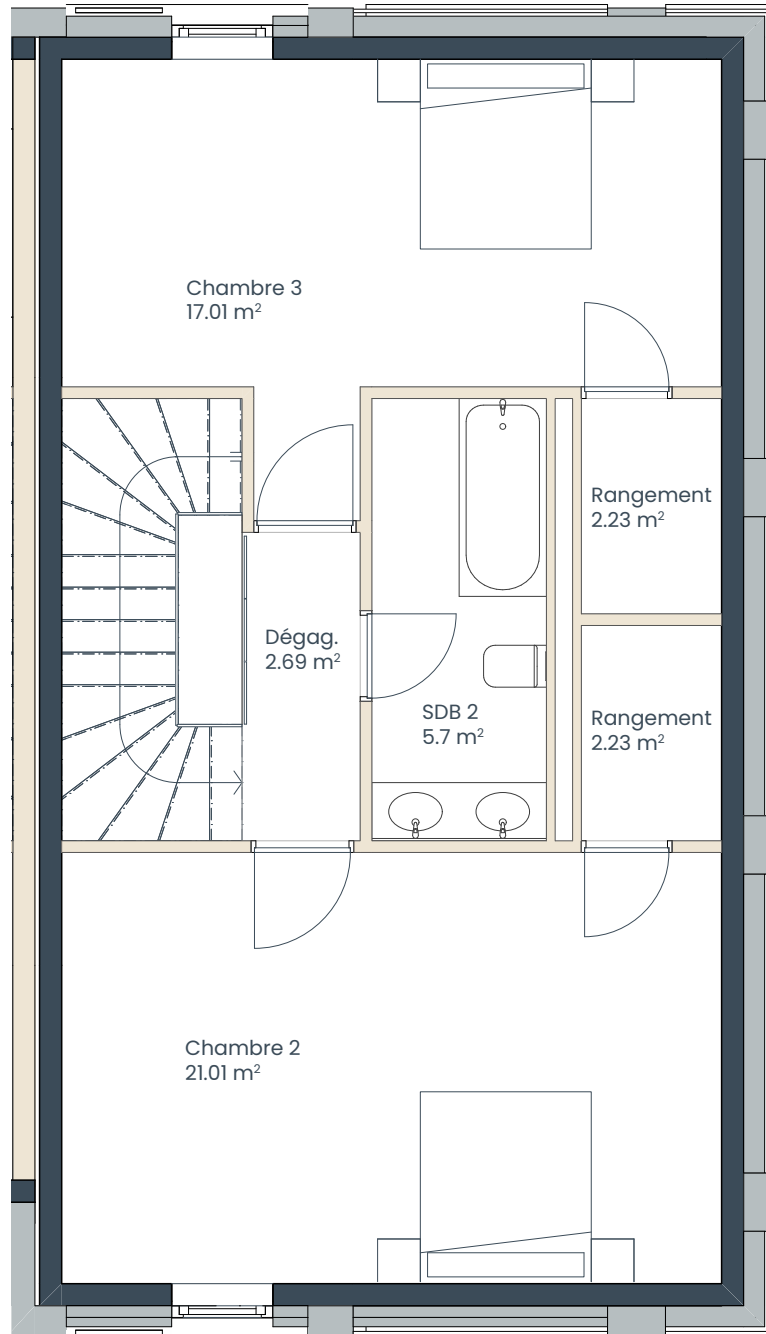 Chambre 3
17.01 m²
Rangement
2.23 m²
Dégag.
2.69 m²
SDB 2
5.7 m²
Rangement
2.23 m²
Chambre 2
21.01 m²